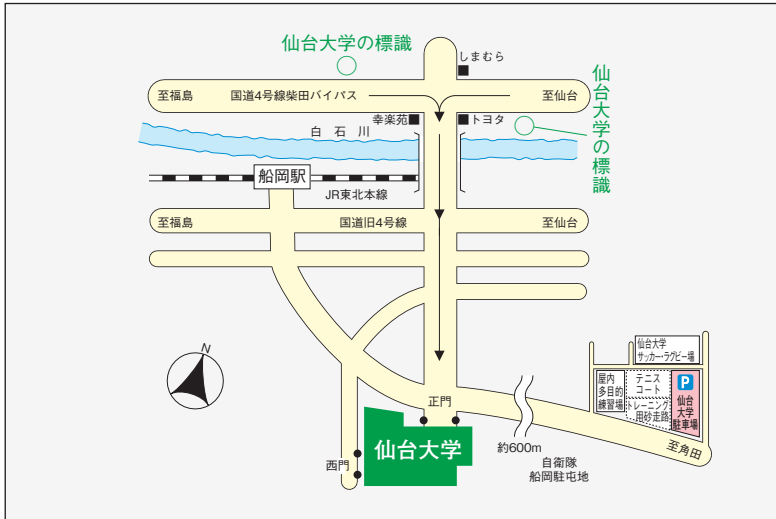 仙台大学の標識
しまむら
仙台大学の標識
至福島
国道4号線柴田バイパス
至仙台
幸楽苑
トヨタ
白石川
船岡駅
JR東北本線
至福島
国道旧4号線
至仙台
N
仙台大学
サッカー・ラグビー場
屋内
多目的
練習場
テニス
コート
トレーニング
用砂走路
P
仙台
大学
駐車場
正門
仙台大学
西門
約600m
自衛隊
船岡駐屯地
至角田